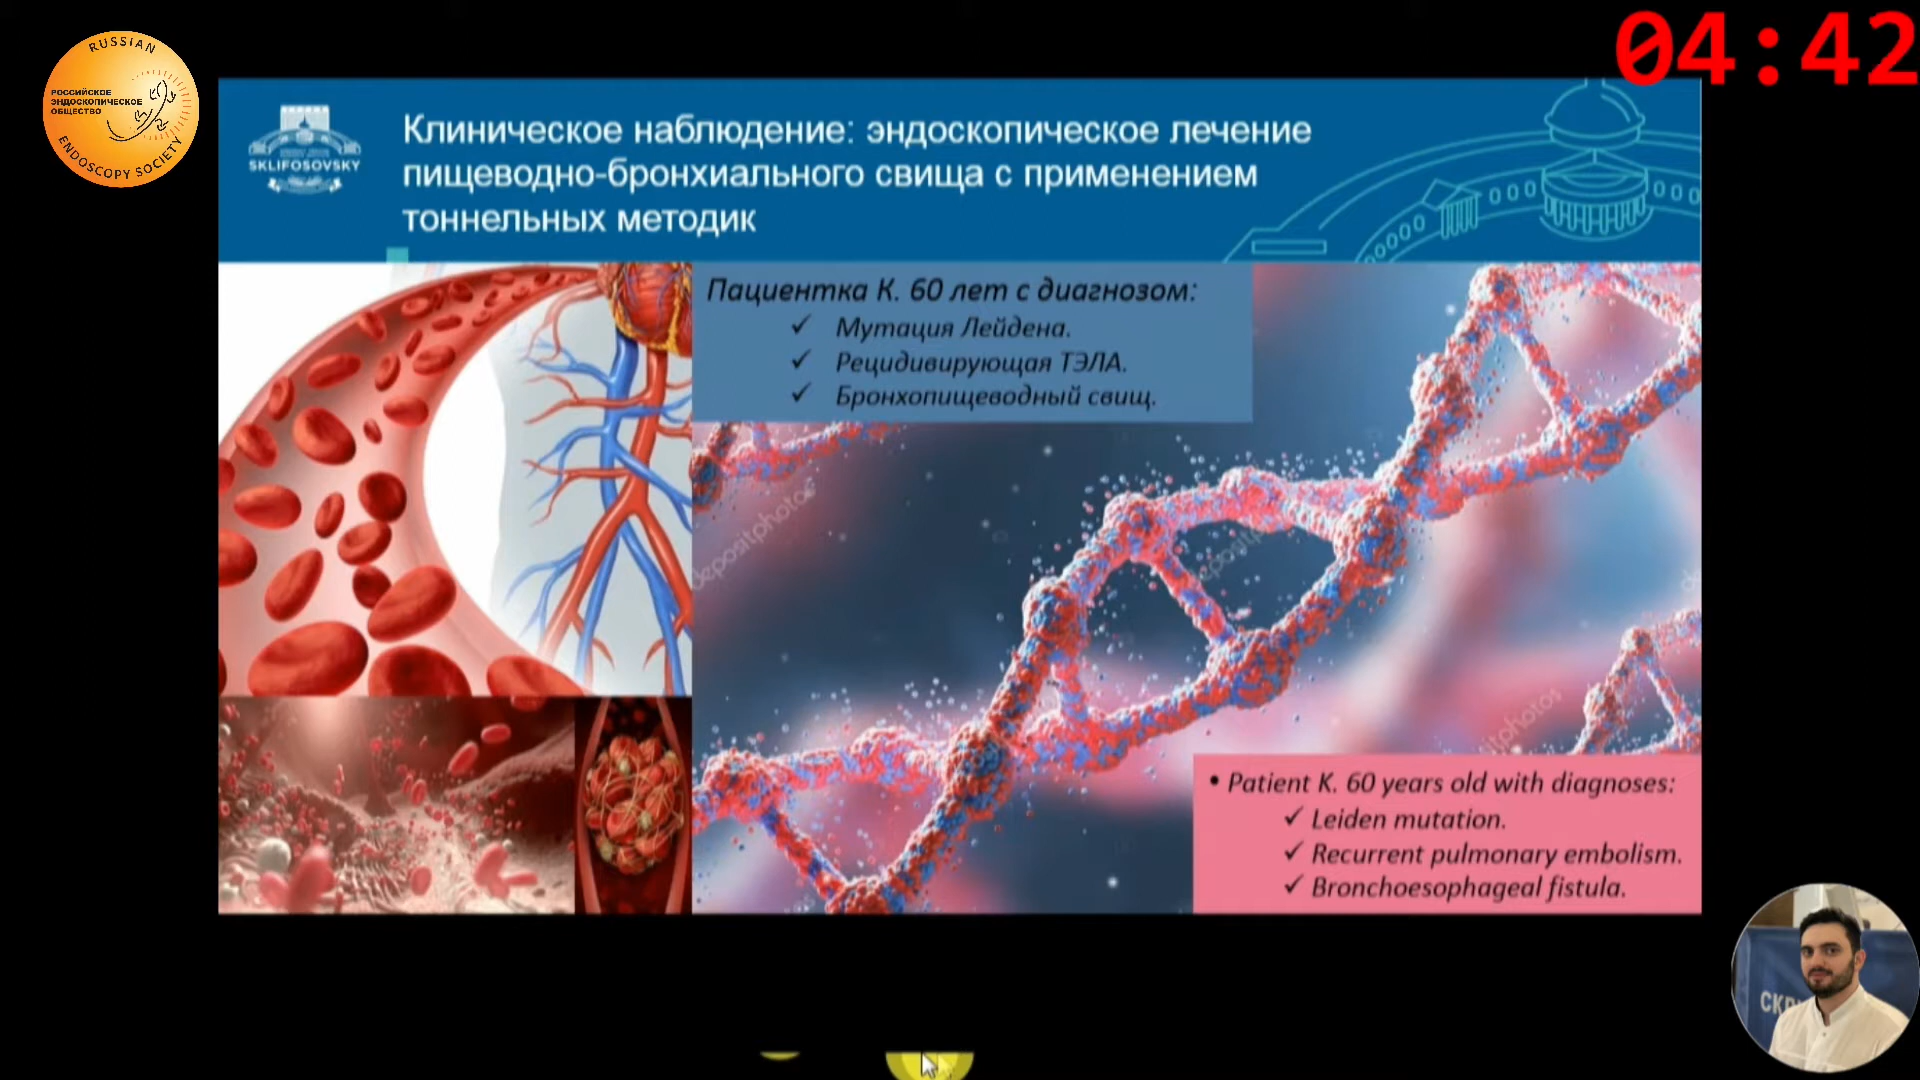 RUSSIAN
РОССИЙСКОЕ
ЭНДОСКОПИЧЕСКОЕ
ОБЩЕСТВО
ENDOSCOPY SOCIETY
04:42
SKLIFOSOVSKY
Клиническое наблюдение: эндоскопическое лечение
пищеводно-бронхиального свища с применением
тоннельных методик
Пациентка К. 60 лет с диагнозом:
✓ Мутация Лейдена.
✓ Рецидивирующая ТЭЛА.
✓ Бронхопищеводный свищ.
depositphotos
• Patient K. 60 years old with diagnoses:
✓ Leiden mutation.
✓ Recurrent pulmonary embolism.
✓ Bronchoesophageal fistula.